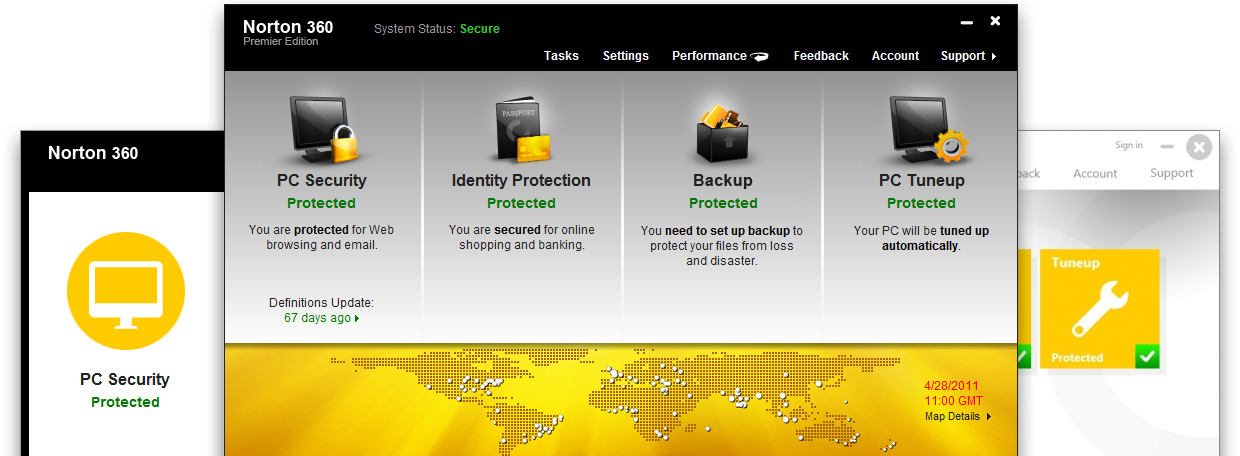 Norton 360
Premier Edition
System Status: Secure
Tasks Settings Performance Feedback Account Support
PASSPORT
PC Security
Protected
You are protected for Web
browsing and email.
Definitions Update:
67 days ago
Identity Protection
Protected
You are secured for online
shopping and banking.
Backup
Protected
You need to set up backup to
protect your files from loss
and disaster.
PC Tuneup
Protected
Your PC will be tuned up
automatically.
4/28/2011
11:00 GMT
Map Details
Norton 360
PC Security
Protected
Sign in
back Account Support
Tuneup
Protected